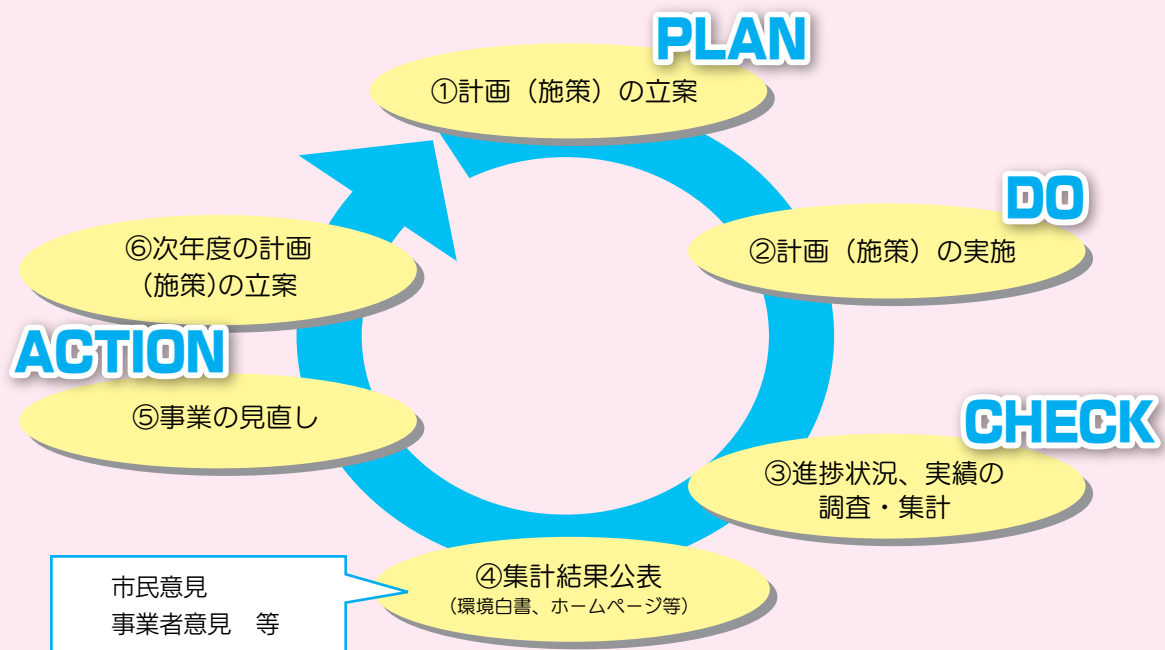 PLAN
①計画（施策）の立案
DO
②計画（施策）の実施
CHECK
③進捗状況、実績の
調査・集計
④集計結果公表
（環境白書、ホームページ等）
市民意見
事業者意見　等
ACTION
⑤事業の見直し
⑥次年度の計画
(施策)の立案